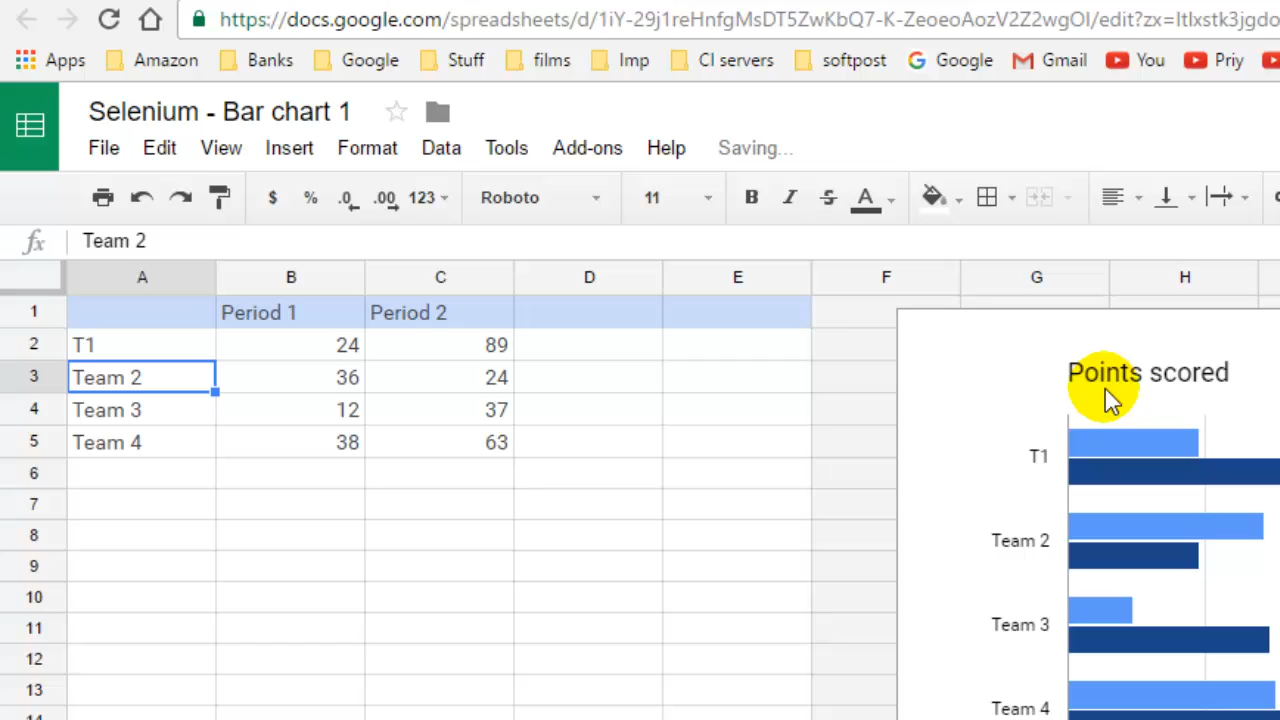 https://docs.google.com/spreadsheets/d/1iY-29j1reHnfgMsDT5ZwKbQ7-K-ZeoeoAozV2Z2wgOI/edit?zx=ltlxstk3jgdo
Apps Amazon Banks Google Stuff films Imp CI servers softpost Google Gmail You Priy
Selenium - Bar chart 1
File Edit View Insert Format Data Tools Add-ons Help Saving...
$ % .0 .00 123 Roboto 11 B I S A
fx Team 2
A B C D E F G H
1 Period 1 Period 2
2 T1 24 89
3 Team 2 36 24
4 Team 3 12 37
5 Team 4 38 63
6
7
8
9
10
11
12
13
14
Points scored
T1
Team 2
Team 3
Team 4